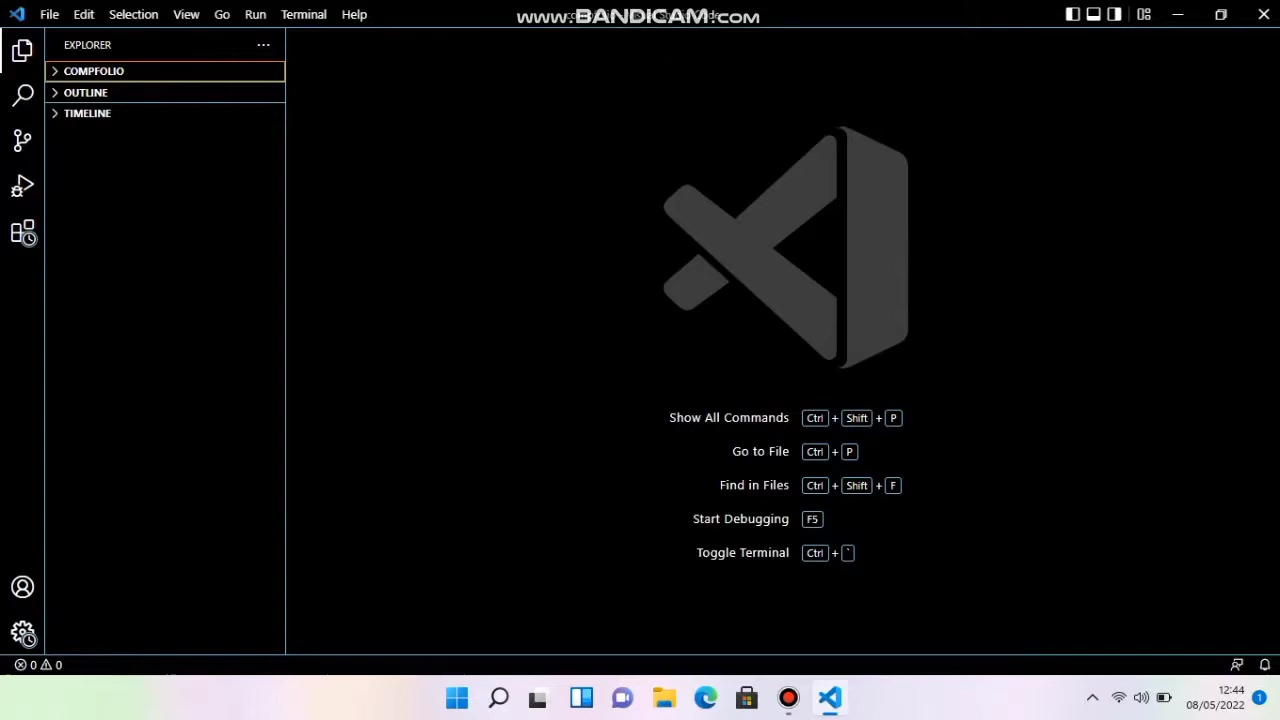 File Edit Selection View Go Run Terminal Help
www.BANDICAM.com
EXPLORER
COMPFOLIO
OUTLINE
TIMELINE
Show All Commands Ctrl + Shift + P
Go to File Ctrl + P
Find in Files Ctrl + Shift + F
Start Debugging F5
Toggle Terminal Ctrl + `
0 0
12:44
08/05/2022
1